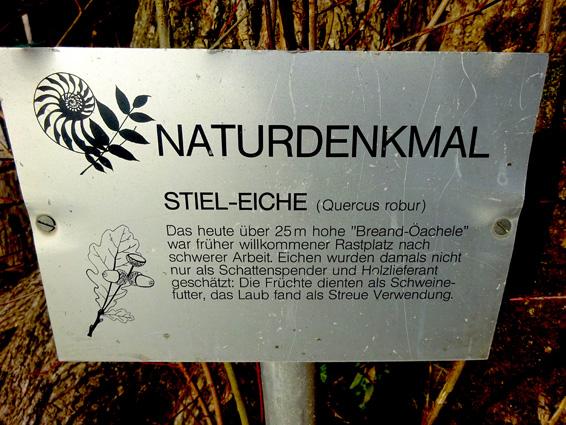 NATURDENKMAL
STIEL-EICHE (Quercus robur)
Das heute über 25m hohe "Breand-Öachele"
war früher willkommener Rastplatz nach
schwerer Arbeit. Eichen wurden damals nicht
nur als Schattenspender und Holzlieferant
geschätzt: Die Früchte dienten als Schweine-
futter, das Laub fand als Streue Verwendung.